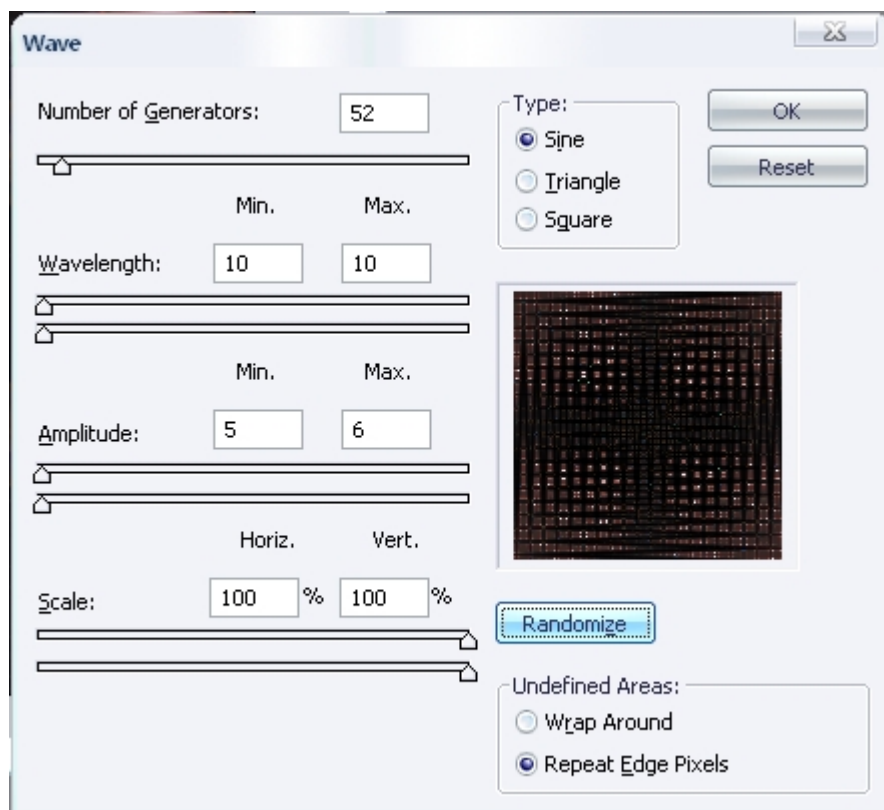 Wave
Number of Generators: 52
Min. Max.
Wavelength: 10 10
Min. Max.
Amplitude: 5 6
Horiz. Vert.
Scale: 100 % 100 %
Type:
Sine
Triangle
Square
OK
Reset
Randomize
Undefined Areas:
Wrap Around
Repeat Edge Pixels